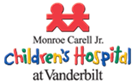 Monroe Carell Jr.
Children's Hospital
at Vanderbilt